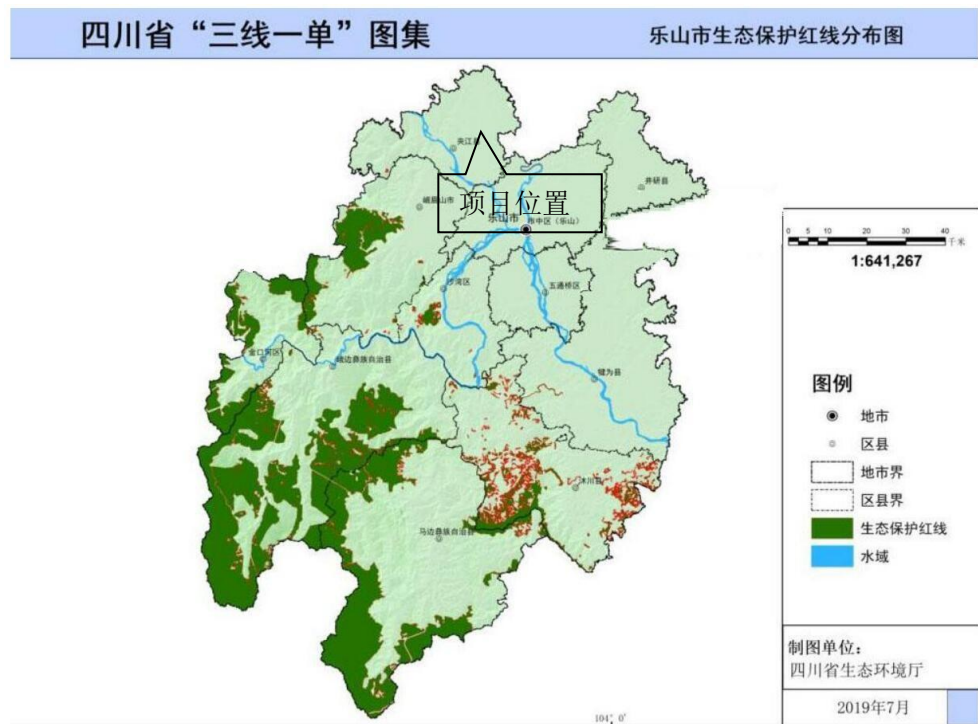 四川省“三线一单”图集
乐山市生态保护红线分布图
夹江县
井研县
峨眉山市
项目位置
乐山市
市中区（乐山）
沙湾区
五通桥区
金口河区
峨边彝族自治县
犍为县
沐川县
马边彝族自治县
0 5 10 20 30 40
千米
1:641,267
图例
地市
区县
地市界
区县界
生态保护红线
水域
制图单位：
四川省生态环境厅
2019年7月
104° 0′